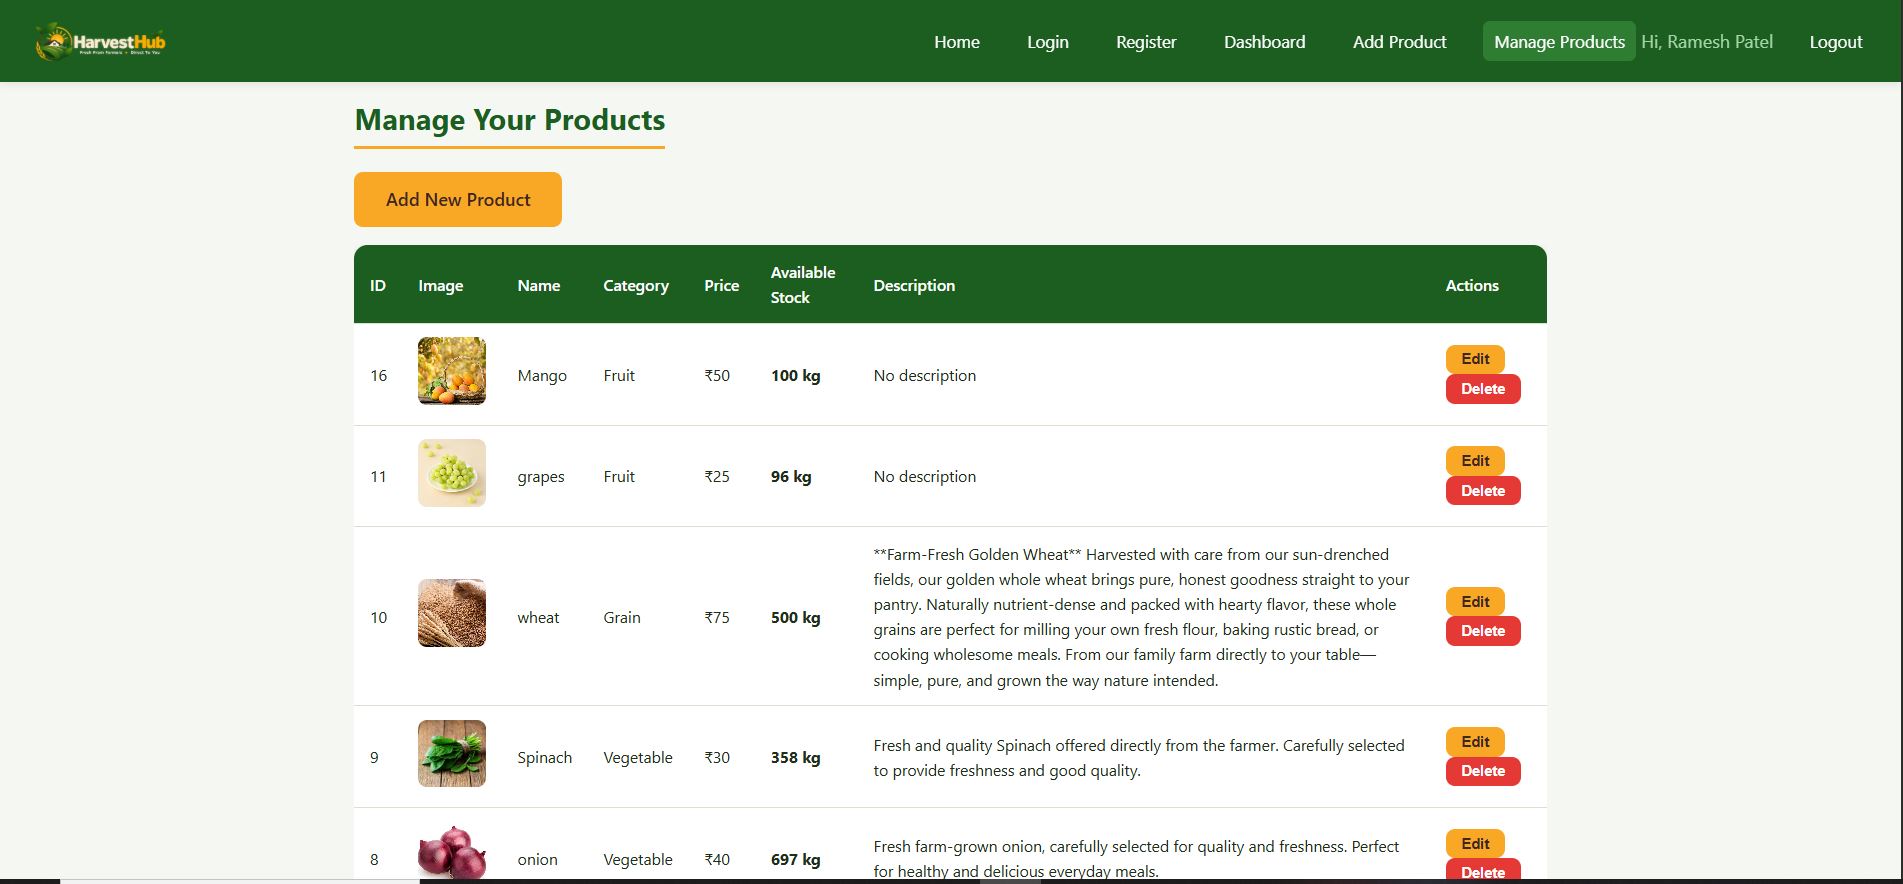 HarvestHub
Fresh From Farmers • Direct To You
Home Login Register Dashboard Add Product Manage Products Hi, Ramesh Patel Logout
Manage Your Products
Add New Product
ID Image Name Category Price Available Stock Description Actions
16 Mango Fruit ₹50 100 kg No description Edit
Delete
11 grapes Fruit ₹25 96 kg No description Edit
Delete
**Farm-Fresh Golden Wheat** Harvested with care from our sun-drenched
fields, our golden whole wheat brings pure, honest goodness straight to your
pantry. Naturally nutrient-dense and packed with hearty flavor, these whole
10 wheat Grain ₹75 500 kg grains are perfect for milling your own fresh flour, baking rustic bread, or
cooking wholesome meals. From our family farm directly to your table—
simple, pure, and grown the way nature intended.
Edit
Delete
9 Spinach Vegetable ₹30 358 kg Fresh and quality Spinach offered directly from the farmer. Carefully selected
to provide freshness and good quality.
Edit
Delete
8 onion Vegetable ₹40 697 kg Fresh farm-grown onion, carefully selected for quality and freshness. Perfect
for healthy and delicious everyday meals.
Edit
Delete